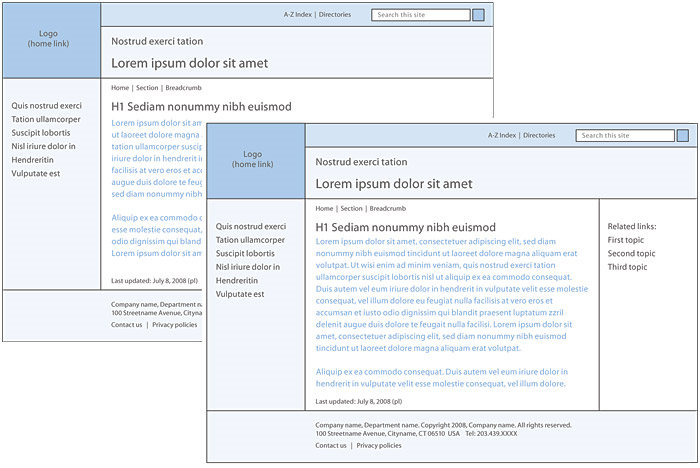 Logo
(home link)
A-Z Index | Directories
Search this site
Nostrud exerci tation
Lorem ipsum dolor sit amet
Quis nostrud exerci
Tation ullamcorper
Suscipit lobortis
Nisl iriure dolor in
Hendreritin
Vulputate est
Home | Section | Breadcrumb
H1 Sediam nonummy nibh euismod
Lorem ipsum dolor sit am
ut laoreet dolore magna
tation ullamcorper suscip
iriure dolor in hendrerit i
facilisis at vero eros et ac
augue duis dolore te feu
sed diam nonummy nibh
Aliquip ex ea commodo c
esse molestie consequat,
odio dignissim qui bland
Lorem ipsum dolor sit am
Last updated: July 8, 2008 (pl)
Company name, Department nam
100 Streetname Avenue, Cityname
Contact us | Privacy policies
Logo
(home link)
A-Z Index | Directories
Search this site
Nostrud exerci tation
Lorem ipsum dolor sit amet
Quis nostrud exerci
Tation ullamcorper
Suscipit lobortis
Nisl iriure dolor in
Hendreritin
Vulputate est
Home | Section | Breadcrumb
H1 Sediam nonummy nibh euismod
Lorem ipsum dolor sit amet, consectetuer adipiscing elit, sed diam
nonummy nibh euismod tincidunt ut laoreet dolore magna aliquam erat
volutpat. Ut wisi enim ad minim veniam, quis nostrud exerci tation
ullamcorper suscipit lobortis nisl ut aliquip ex ea commodo consequat.
Duis autem vel eum iriure dolor in hendrerit in vulputate velit esse molestie
consequat, vel illum dolore eu feugiat nulla facilisis at vero eros et
accumsan et iusto odio dignissim qui blandit praesent luptatum zzril
delenit augue duis dolore te feugait nulla facilisi. Lorem ipsum dolor sit
amet, consectetuer adipiscing elit, sed diam nonummy nibh euismod
tincidunt ut laoreet dolore magna aliquam erat volutpat.
Aliquip ex ea commodo consequat. Duis autem vel eum iriure dolor in
hendrerit in vulputate velit esse molestie consequat, vel illum dolore.
Last updated: July 8, 2008 (pl)
Related links:
First topic
Second topic
Third topic
Company name, Department name. Copyright 2008, Company name. All rights reserved.
100 Streetname Avenue, Cityname, CT 06510 USA Tel: 203.439.XXXX
Contact us | Privacy policies